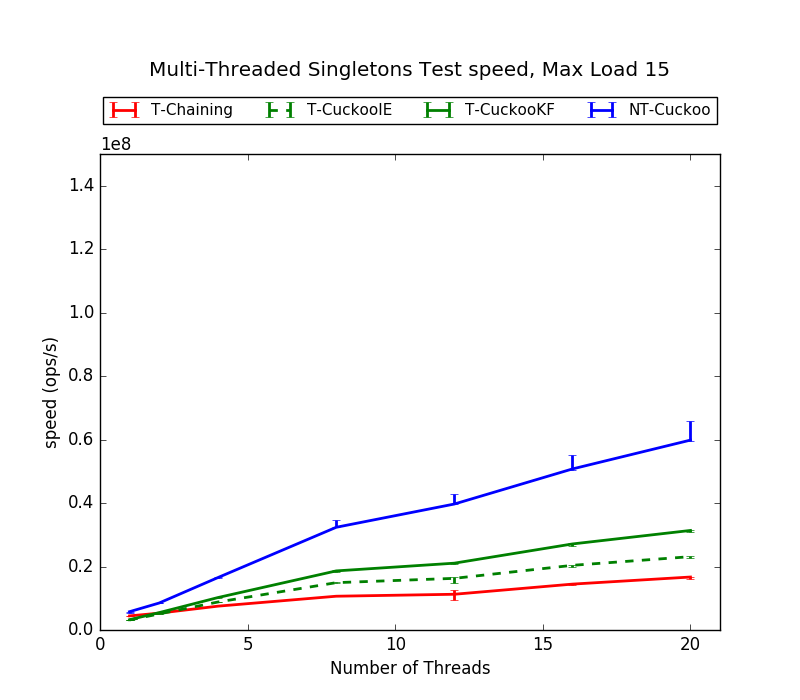 Multi-Threaded Singletons Test speed, Max Load 15
T-Chaining T-CuckooIE T-CuckooKF NT-Cuckoo
1e8
1.4
1.2
1.0
0.8
0.6
0.4
0.2
0.0
speed (ops/s)
0 5 10 15 20
Number of Threads